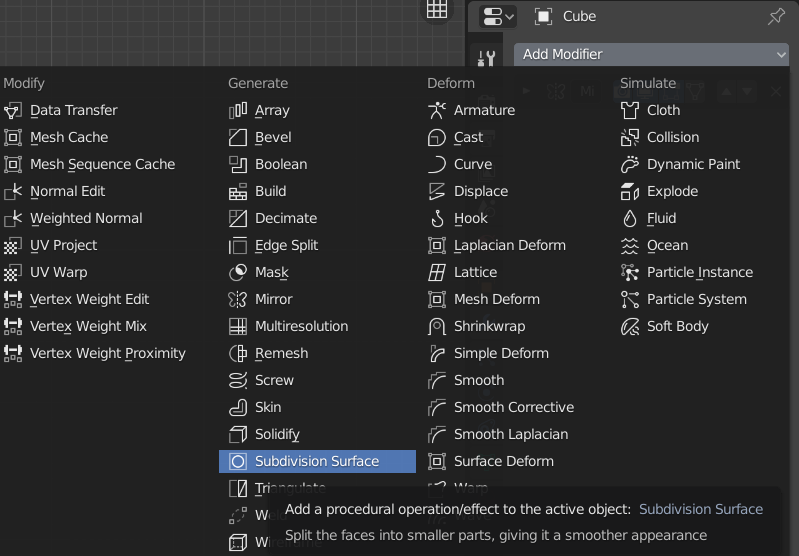 Cube
Add Modifier
Modify
Data Transfer
Mesh Cache
Mesh Sequence Cache
Normal Edit
Weighted Normal
UV Project
UV Warp
Vertex Weight Edit
Vertex Weight Mix
Vertex Weight Proximity
Generate
Array
Bevel
Boolean
Build
Decimate
Edge Split
Mask
Mirror
Multiresolution
Remesh
Screw
Skin
Solidify
Subdivision Surface
Triangulate
Wireframe
Deform
Armature
Cast
Curve
Displace
Hook
Laplacian Deform
Lattice
Mesh Deform
Shrinkwrap
Simple Deform
Smooth
Smooth Corrective
Smooth Laplacian
Surface Deform
Warp
Wave
Simulate
Mi
Cloth
Collision
Dynamic Paint
Explode
Fluid
Ocean
Particle Instance
Particle System
Soft Body
Add a procedural operation/effect to the active object: Subdivision Surface
Split the faces into smaller parts, giving it a smoother appearance